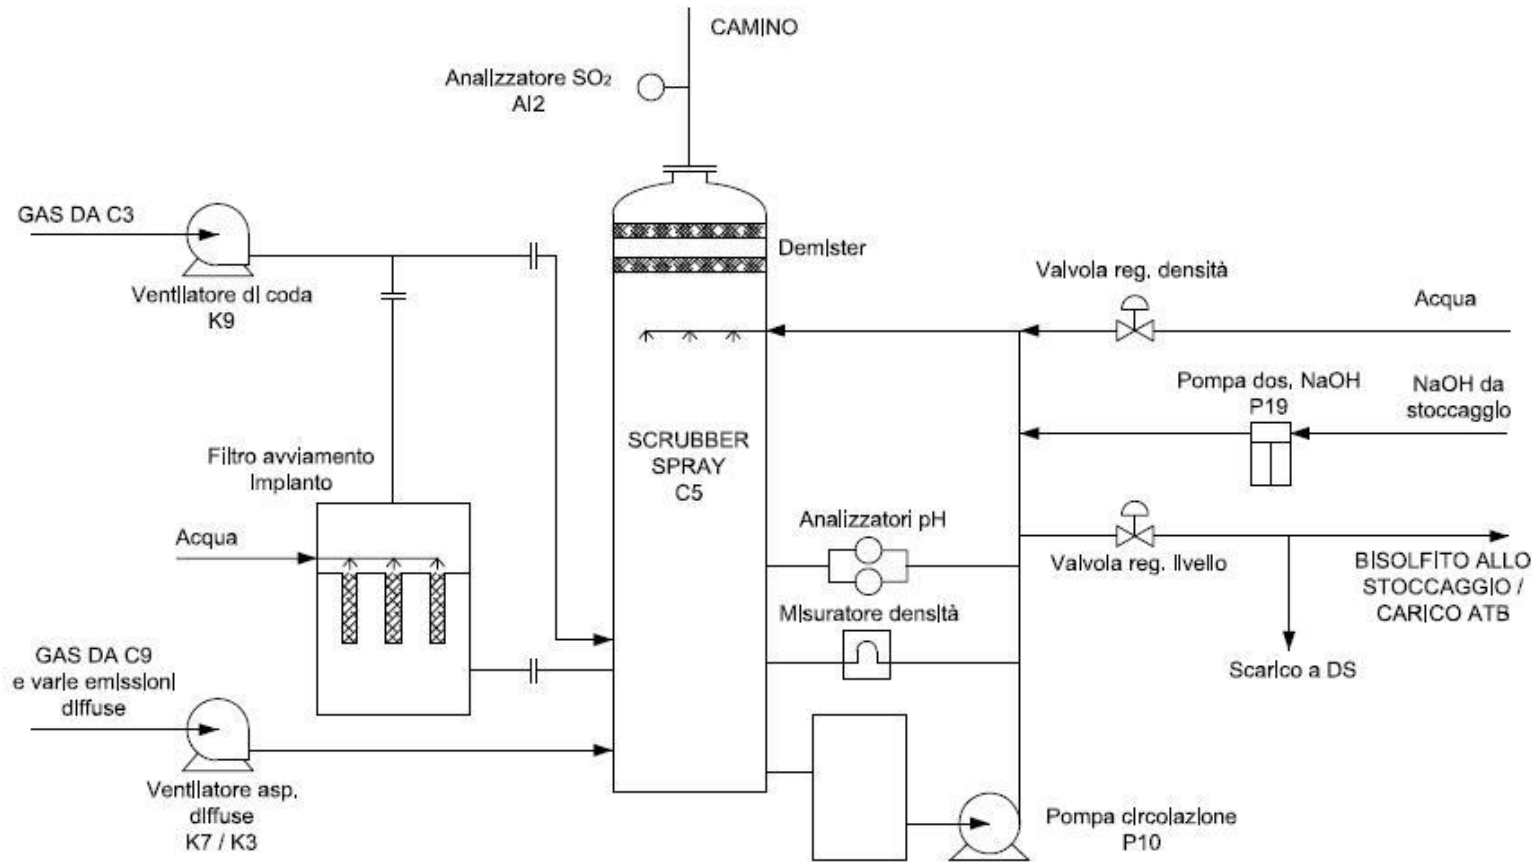 CAMINO
Analizzatore SO₂
AI2
GAS DA C3
Ventilatore di coda
K9
Demister
Valvola reg. densità
Acqua
Pompa dos. NaOH
P19
NaOH da
stoccaggio
SCRUBBER
SPRAY
C5
Filtro avviamento
Impianto
Acqua
Analizzatori pH
Valvola reg. livello
BISOLFITO ALLO
STOCCAGGIO /
CARICO ATB
Misuratore densità
Scarico a DS
GAS DA C9
e varie emissioni
diffuse
Ventilatore asp.
diffuse
K7 / K3
Pompa circolazione
P10